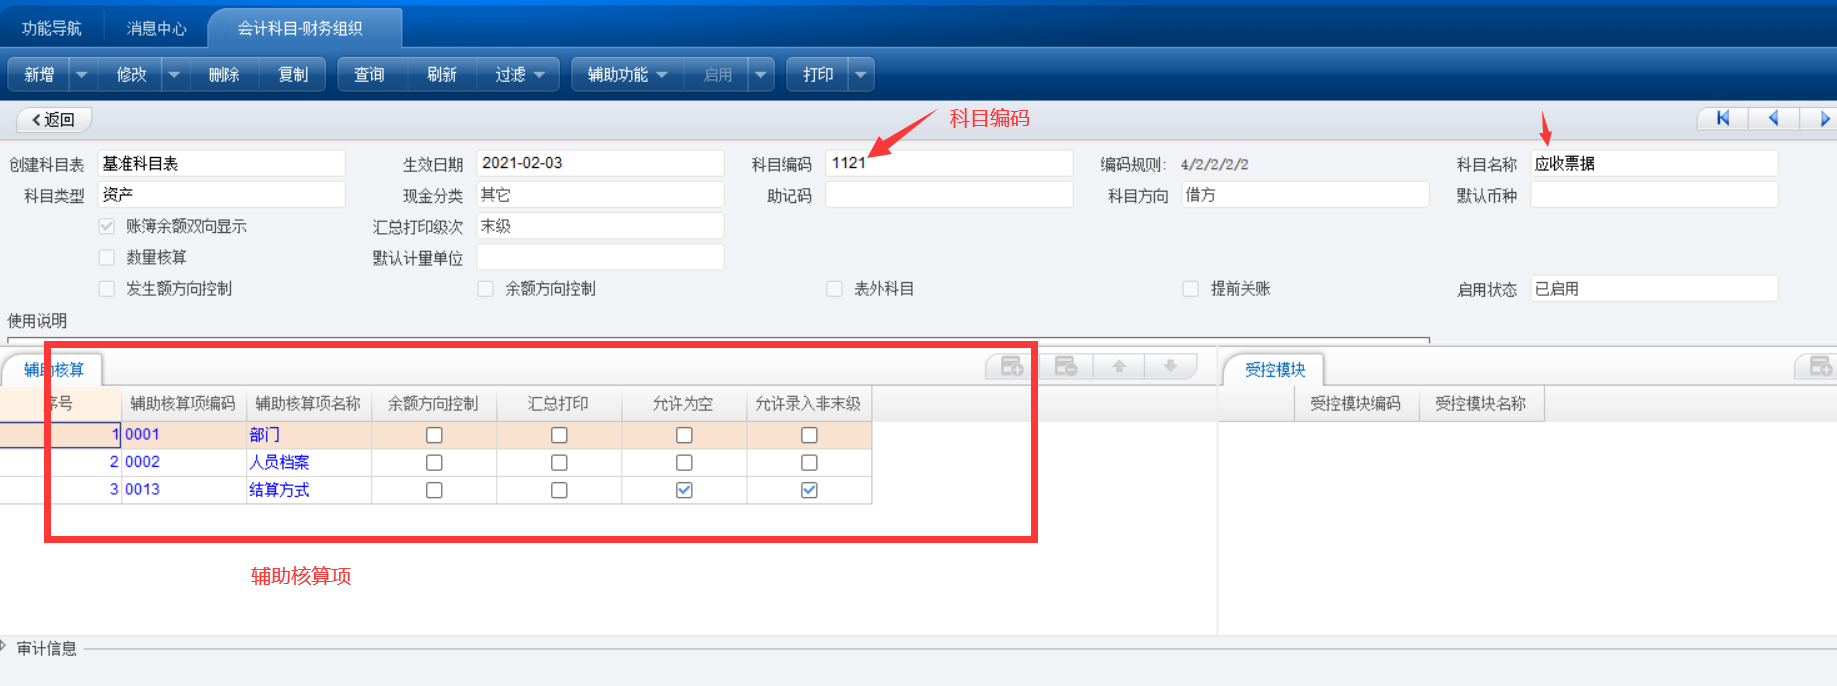 功能导航 消息中心 会计科目-财务组织
新增 修改 删除 复制 查询 刷新 过滤 辅助功能 启用 打印
返回 科目编码
创建科目表 基准科目表 生效日期 2021-02-03 科目编码 1121 编码规则: 4/2/2/2/2 科目名称 应收票据
科目类型 资产 现金分类 其它 助记码 科目方向 借方 默认币种
账簿余额双向显示 汇总打印级次 末级
数量核算 默认计量单位
发生额方向控制 余额方向控制 表外科目 提前关账 启用状态 已启用
使用说明
辅助核算 受控模块
序号 辅助核算项编码 辅助核算项名称 余额方向控制 汇总打印 允许为空 允许录入非末级 受控模块编码 受控模块名称
1 0001 部门
2 0002 人员档案
3 0013 结算方式
辅助核算项
审计信息